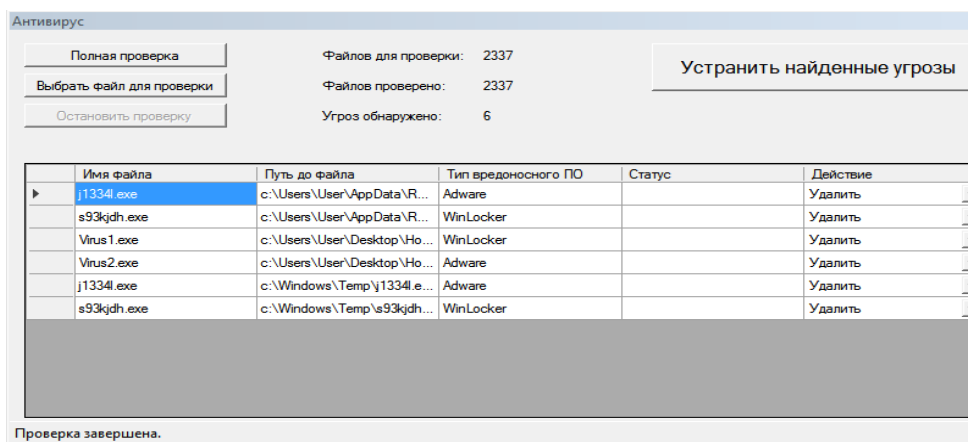 Антивирус
Полная проверка
Файлов для проверки: 2337
Устранить найденные угрозы
Выбрать файл для проверки
Файлов проверено: 2337
Остановить проверку
Угроз обнаружено: 6
Имя файла Путь до файла Тип вредоносного ПО Статус Действие
j1334l.exe c:\Users\User\AppData\R... Adware Удалить
s93kjdh.exe c:\Users\User\AppData\R... WinLocker Удалить
Virus1.exe c:\Users\User\Desktop\Ho... WinLocker Удалить
Virus2.exe c:\Users\User\Desktop\Ho... Adware Удалить
j1334l.exe c:\Windows\Temp\j1334l.e... Adware Удалить
s93kjdh.exe c:\Windows\Temp\s93kjdh... WinLocker Удалить
Проверка завершена.